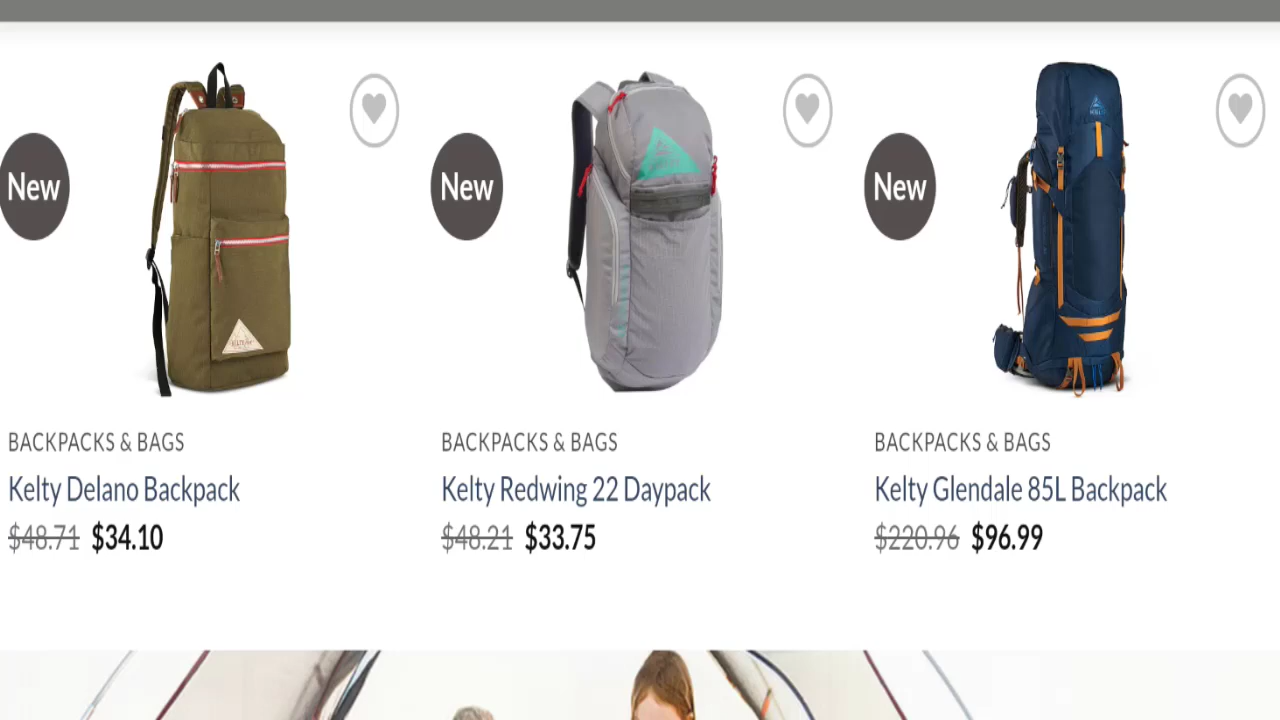 New
New
New
BACKPACKS & BAGS
Kelty Delano Backpack
$48.71 $34.10
BACKPACKS & BAGS
Kelty Redwing 22 Daypack
$48.21 $33.75
BACKPACKS & BAGS
Kelty Glendale 85L Backpack
$220.96 $96.99